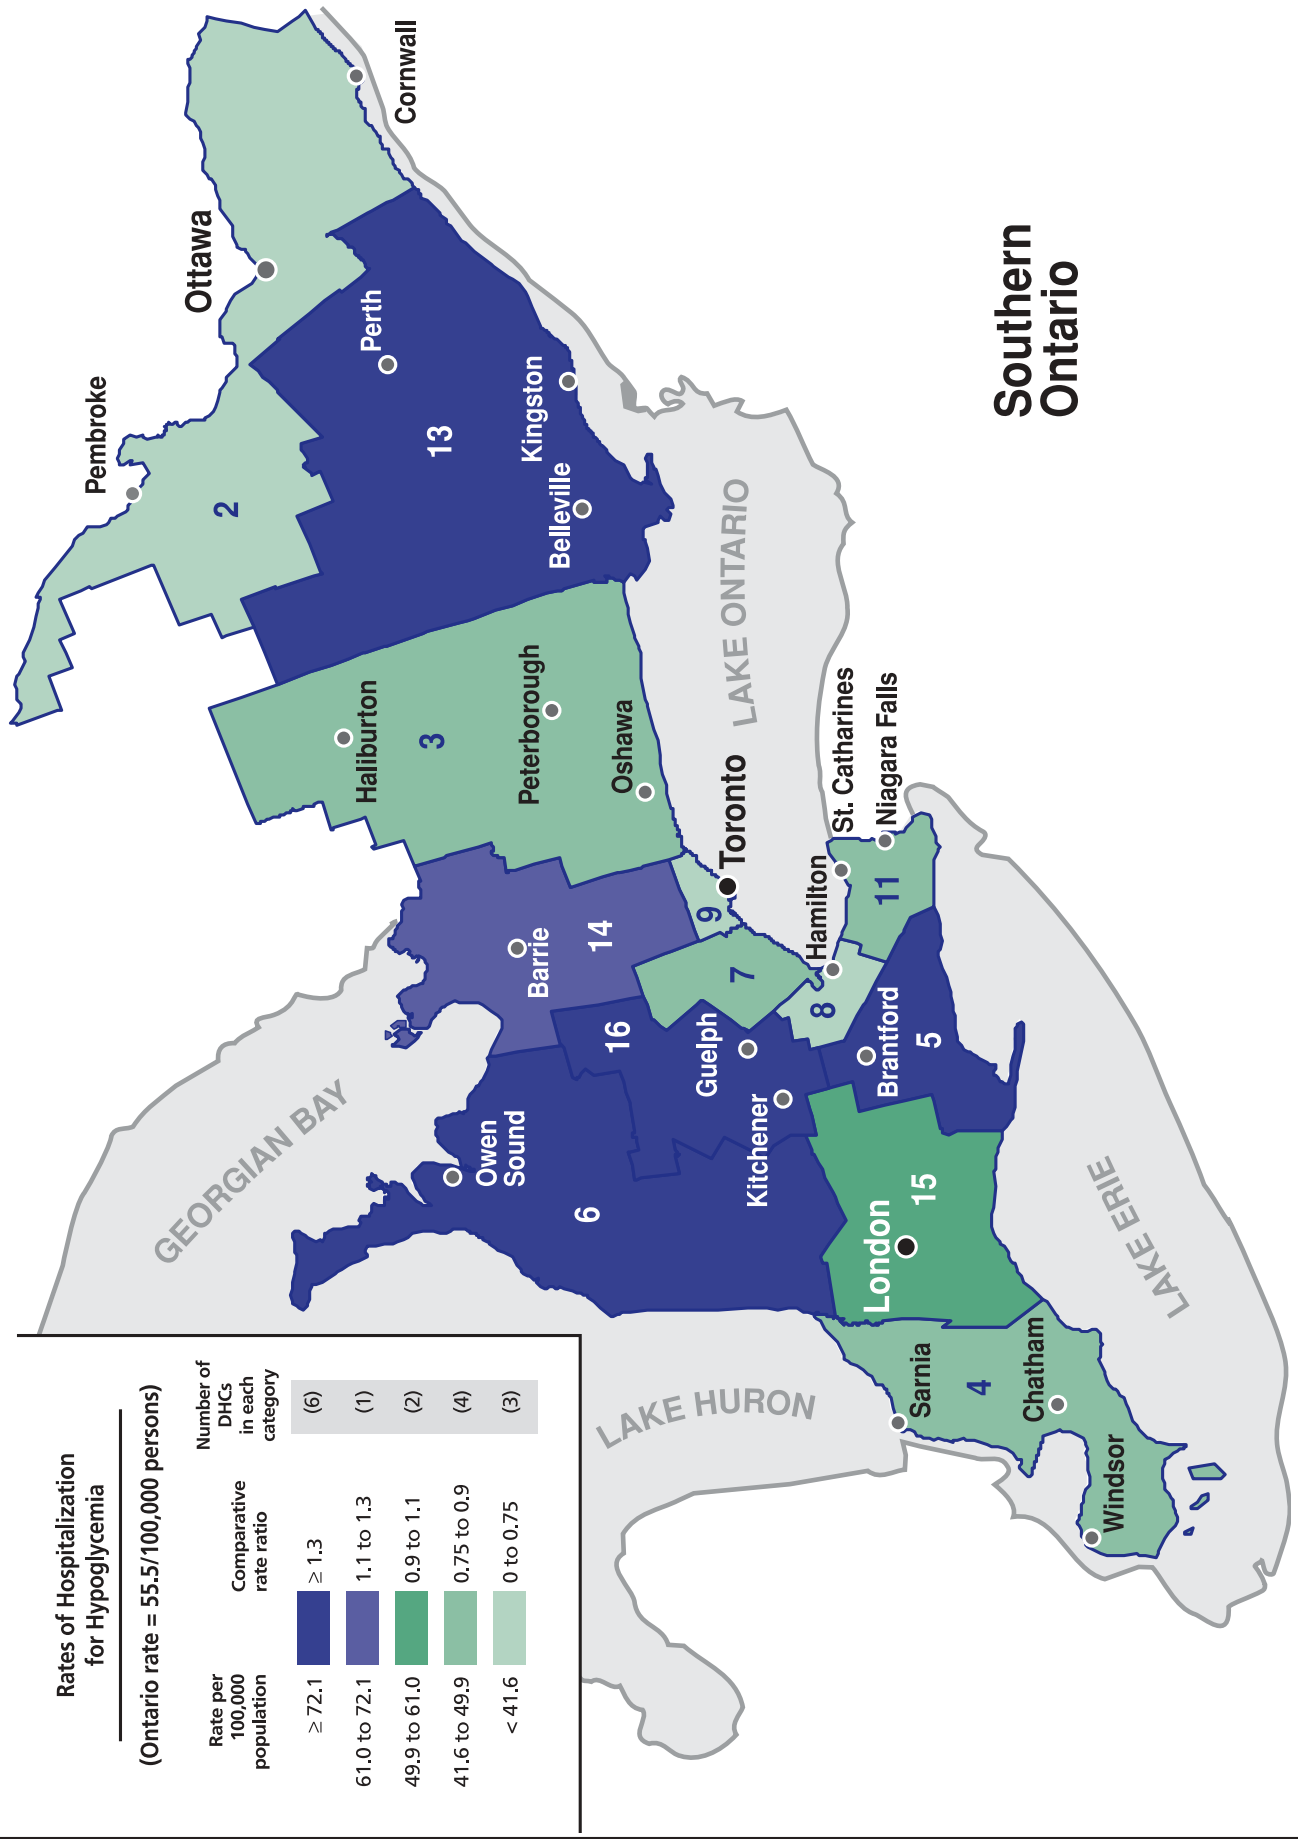 Rates of Hospitalization
for Hypoglycemia
(Ontario rate = 55.5/100,000 persons)
Rate per
100,000
population
Comparative
rate ratio
Number of
DHCs
in each
category
≥ 72.1 ≥ 1.3 (6)
61.0 to 72.1 1.1 to 1.3 (1)
49.9 to 61.0 0.9 to 1.1 (2)
41.6 to 49.9 0.75 to 0.9 (4)
< 41.6 0 to 0.75 (3)
Pembroke
Ottawa
Cornwall
2
Perth
13
Kingston
Belleville
Haliburton
3
Peterborough
Oshawa
GEORGIAN BAY
Barrie
14
Owen
Sound
6
16
Guelph
Kitchener
9
Toronto
7
LAKE ONTARIO
Hamilton
8
St. Catharines
Niagara Falls
11
Brantford
5
London
15
LAKE HURON
Sarnia
4
Chatham
Windsor
LAKE ERIE
Southern
Ontario